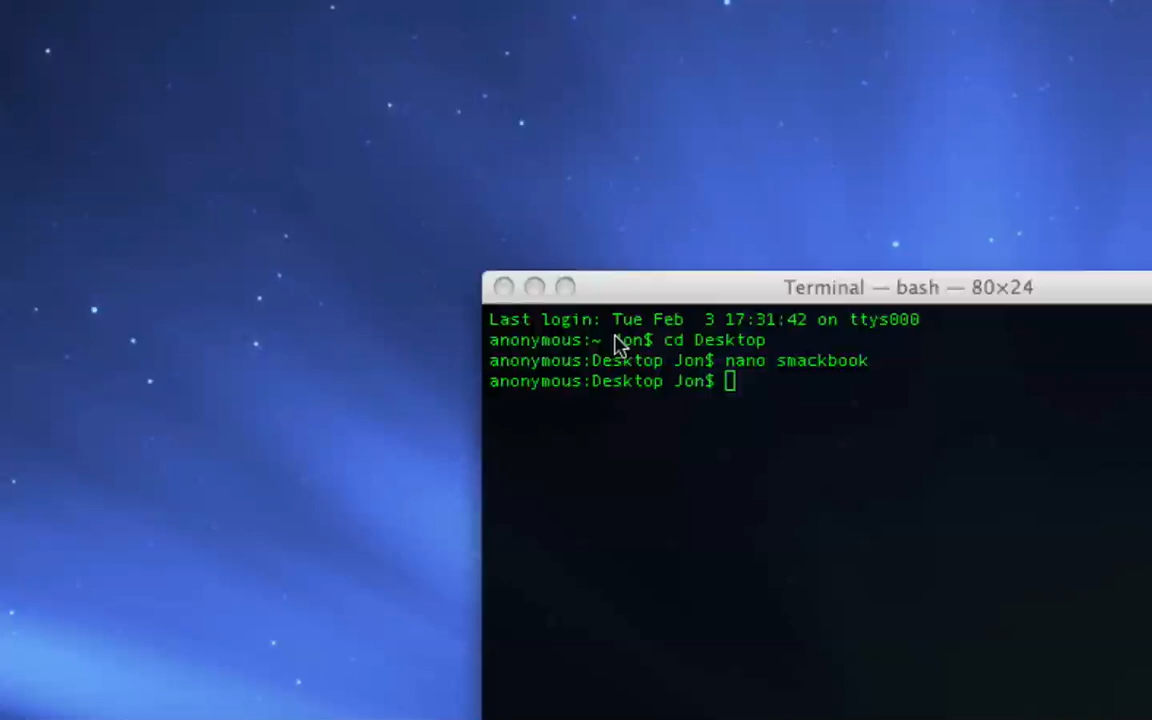 Terminal — bash — 80×24
Last login: Tue Feb  3 17:31:42 on ttys000
anonymous:~ Jon$ cd Desktop
anonymous:Desktop Jon$ nano smackbook
anonymous:Desktop Jon$